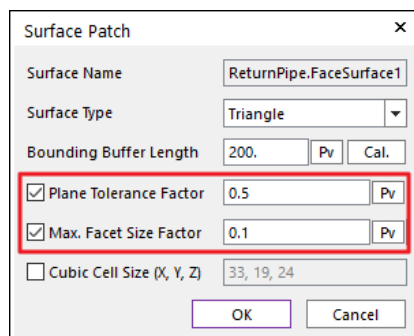 Surface Patch
Surface Name ReturnPipe.FaceSurface1
Surface Type Triangle
Bounding Buffer Length 200. Pv Cal.
Plane Tolerance Factor 0.5 Pv
Max. Facet Size Factor 0.1 Pv
Cubic Cell Size (X, Y, Z) 33, 19, 24
OK Cancel